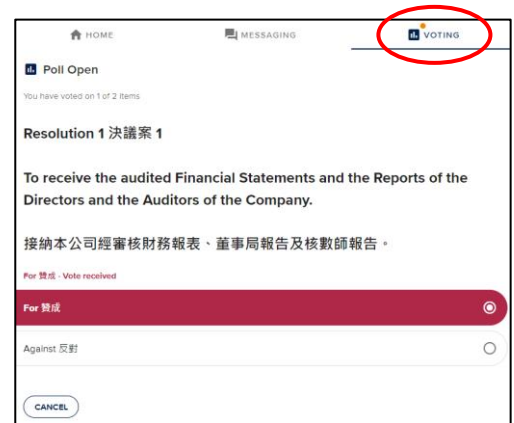 HOME MESSAGING VOTING
Poll Open
You have voted on 1 of 2 items
Resolution 1 決議案 1
To receive the audited Financial Statements and the Reports of the
Directors and the Auditors of the Company.
接納本公司經審核財務報表、董事局報告及核數師報告。
For 贊成 - Vote received
For 贊成
Against 反對
CANCEL